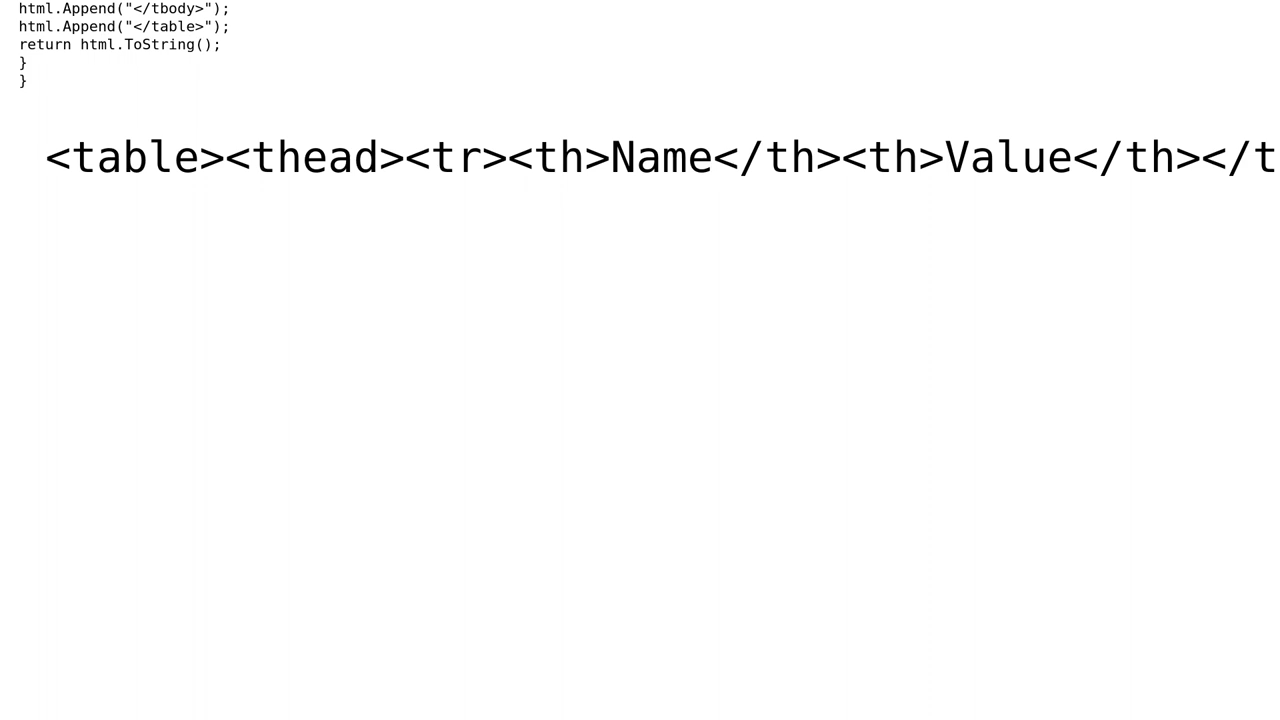 html.Append("</tbody>");
html.Append("</table>");
return html.ToString();
}
}
<table><thead><tr><th>Name</th><th>Value</th></t